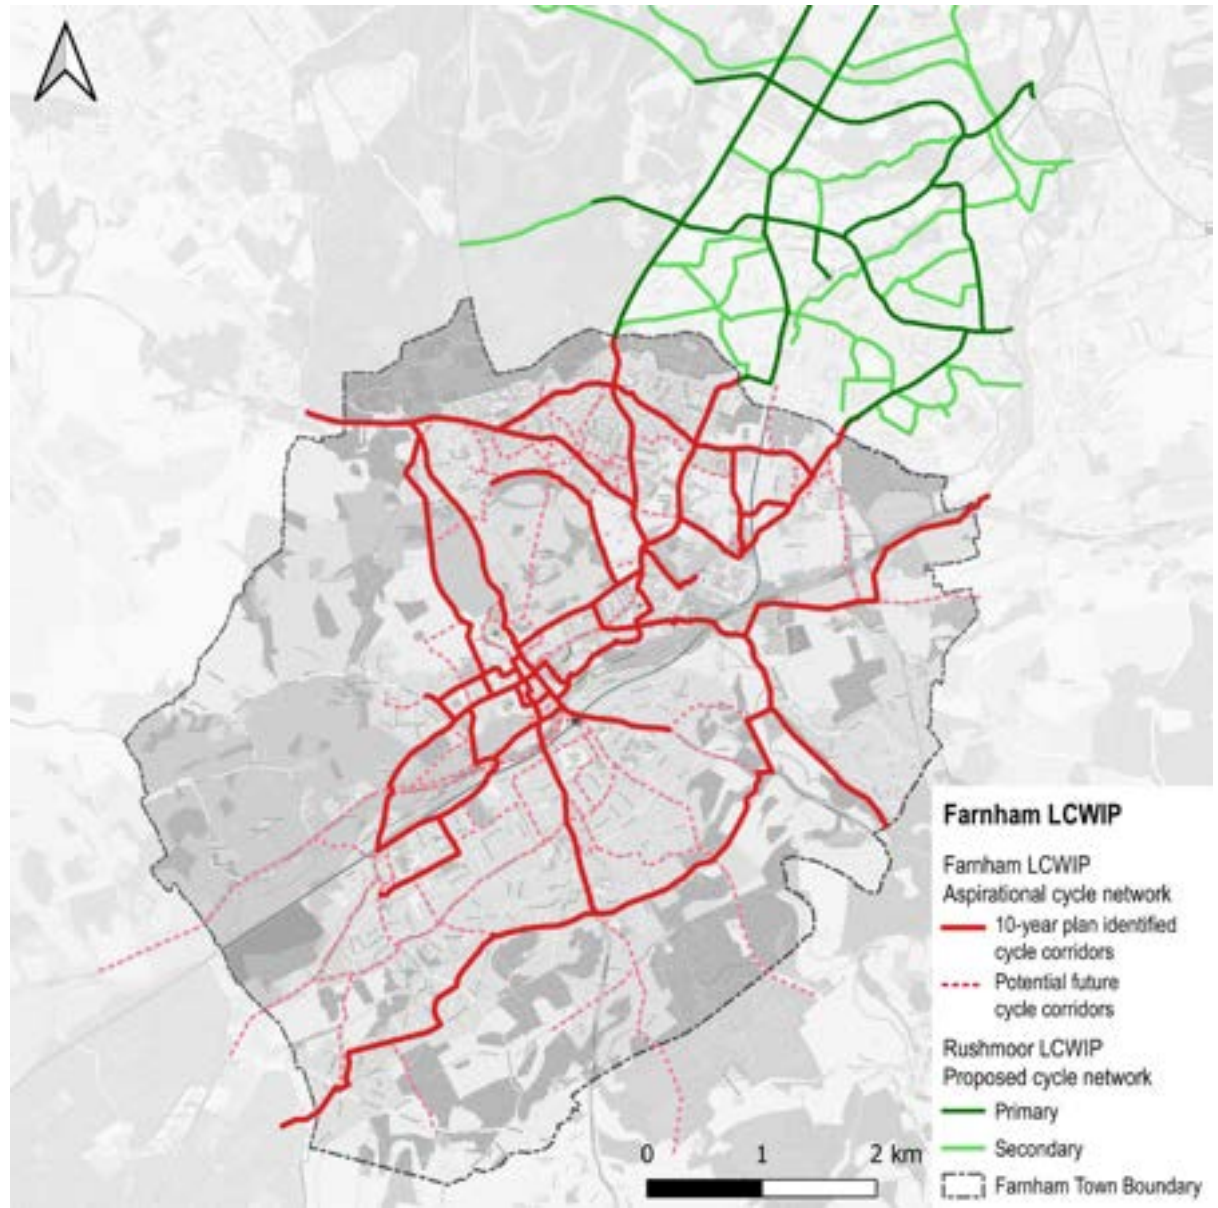 Farnham LCWIP
Farnham LCWIP
Aspirational cycle network
10-year plan identified
cycle corridors
Potential future
cycle corridors
Rushmoor LCWIP
Proposed cycle network
Primary
Secondary
Farnham Town Boundary
0 1 2 km